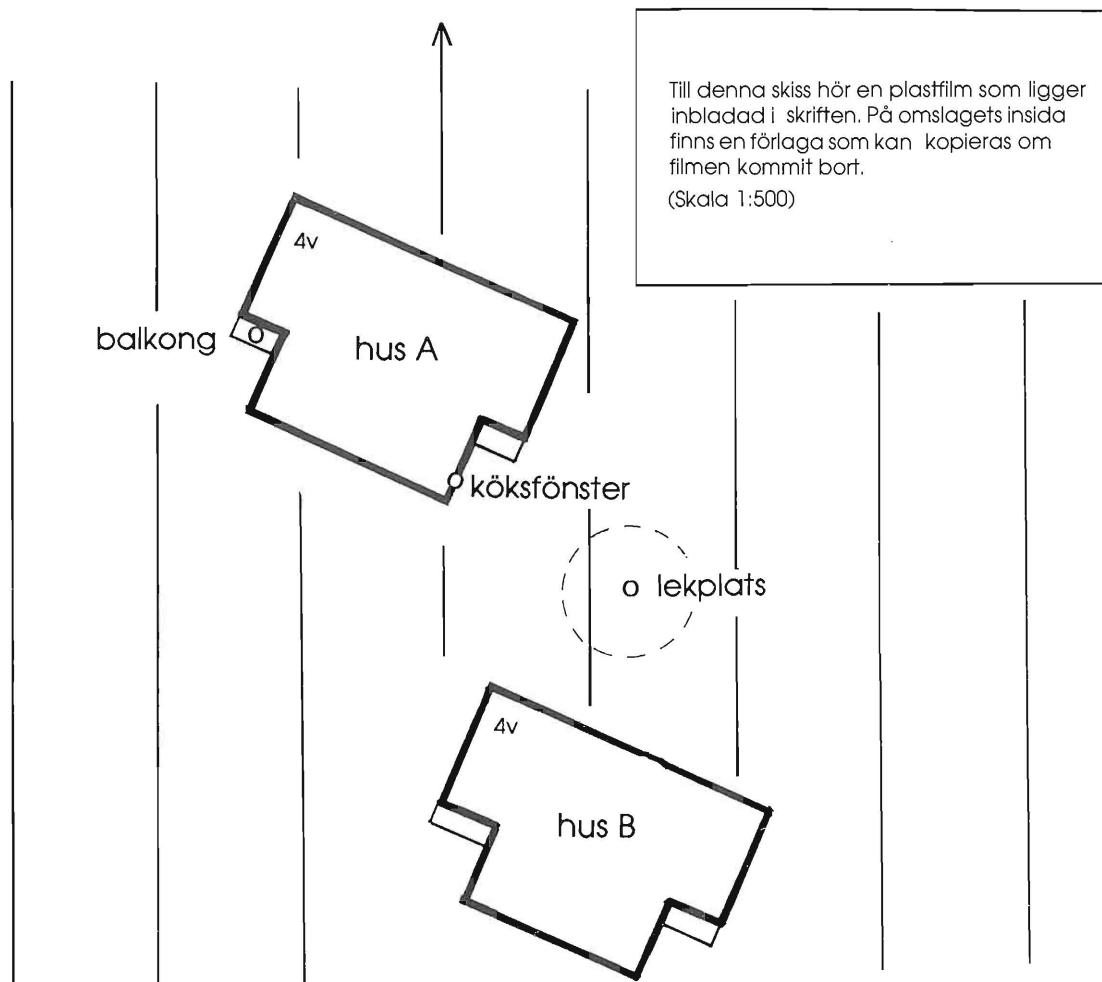 Till denna skiss hör en plastfilm som ligger
inbladad i skriften. På omslagets insida
finns en förlaga som kan kopieras om
filmen kommit bort.
(Skala 1:500)
4v
balkong
hus A
köksfönster
lekplats
4v
hus B